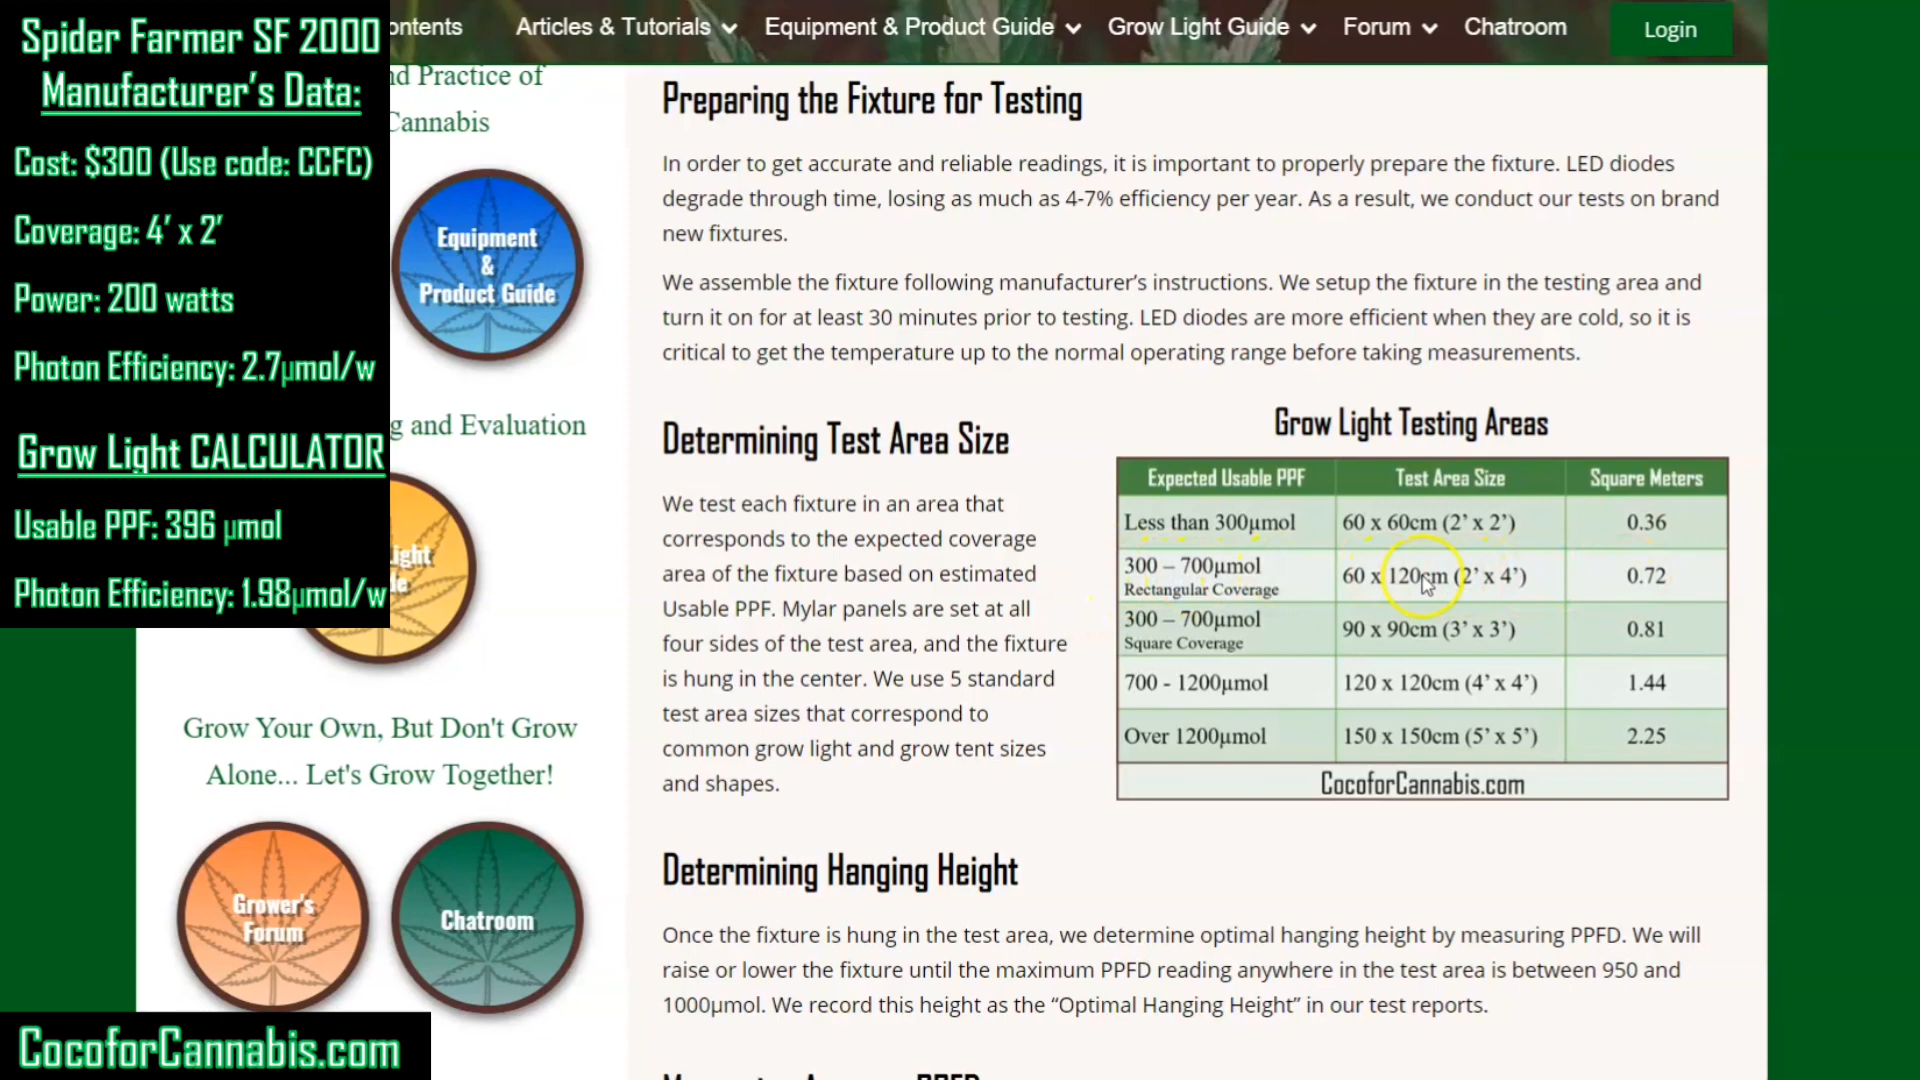 Spider Farmer SF 2000
Manufacturer's Data:
Cost: $300 (Use code: CCFC)
Coverage: 4' x 2'
Power: 200 watts
Photon Efficiency: 2.7μmol/w
Grow Light CALCULATOR
Usable PPF: 396 μmol
Photon Efficiency: 1.98μmol/w
ontents
Articles & Tutorials
Equipment & Product Guide
Grow Light Guide
Forum
Chatroom
Login
nd Practice of
Cannabis
Equipment
&
Product Guide
g and Evaluation
ight
Grow Your Own, But Don't Grow
Alone... Let's Grow Together!
Grower's
Forum
Chatroom
CocoforCannabis.com
Preparing the Fixture for Testing
In order to get accurate and reliable readings, it is important to properly prepare the fixture. LED diodes
degrade through time, losing as much as 4-7% efficiency per year. As a result, we conduct our tests on brand
new fixtures.
We assemble the fixture following manufacturer's instructions. We setup the fixture in the testing area and
turn it on for at least 30 minutes prior to testing. LED diodes are more efficient when they are cold, so it is
critical to get the temperature up to the normal operating range before taking measurements.
Determining Test Area Size
We test each fixture in an area that
corresponds to the expected coverage
area of the fixture based on estimated
Usable PPF. Mylar panels are set at all
four sides of the test area, and the fixture
is hung in the center. We use 5 standard
test area sizes that correspond to
common grow light and grow tent sizes
and shapes.
Grow Light Testing Areas
Expected Usable PPF Test Area Size Square Meters
Less than 300μmol 60 x 60cm (2' x 2') 0.36
300 – 700μmol
Rectangular Coverage 60 x 120cm (2' x 4') 0.72
300 – 700μmol
Square Coverage 90 x 90cm (3' x 3') 0.81
700 - 1200μmol 120 x 120cm (4' x 4') 1.44
Over 1200μmol 150 x 150cm (5' x 5') 2.25
CocoforCannabis.com
Determining Hanging Height
Once the fixture is hung in the test area, we determine optimal hanging height by measuring PPFD. We will
raise or lower the fixture until the maximum PPFD reading anywhere in the test area is between 950 and
1000μmol. We record this height as the “Optimal Hanging Height” in our test reports.